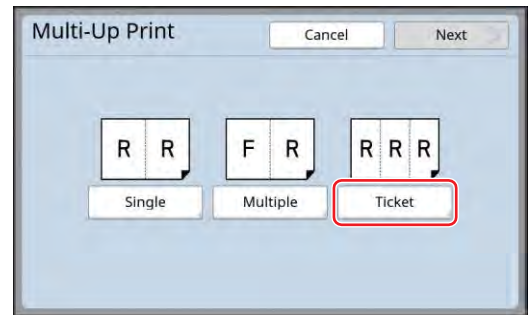 Multi-Up Print Cancel Next
R R F R R R R
Single Multiple Ticket